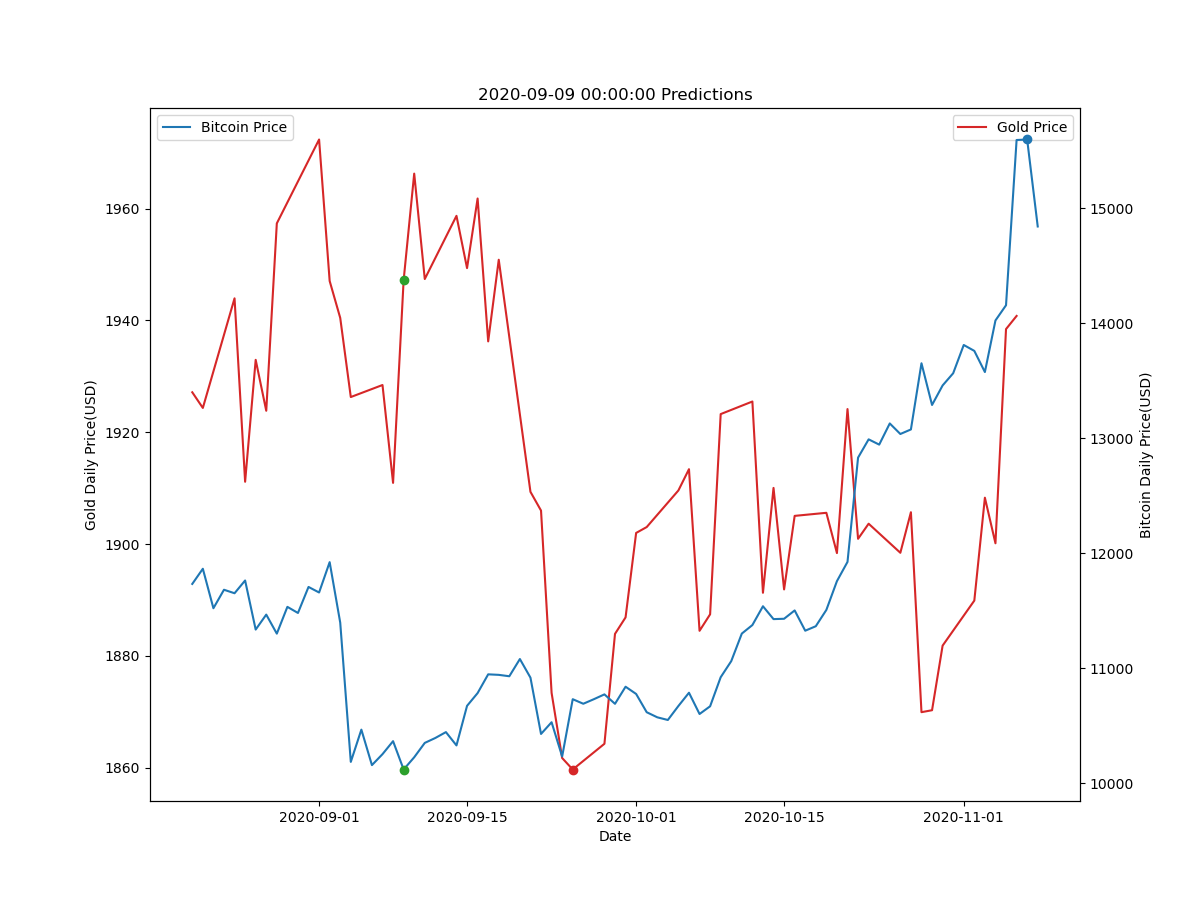 2020-09-09 00:00:00 Predictions
Bitcoin Price
Gold Price
1960
1940
1920
1900
1880
1860
Gold Daily Price(USD)
15000
14000
13000
12000
11000
10000
Bitcoin Daily Price(USD)
2020-09-01 2020-09-15 2020-10-01 2020-10-15 2020-11-01
Date